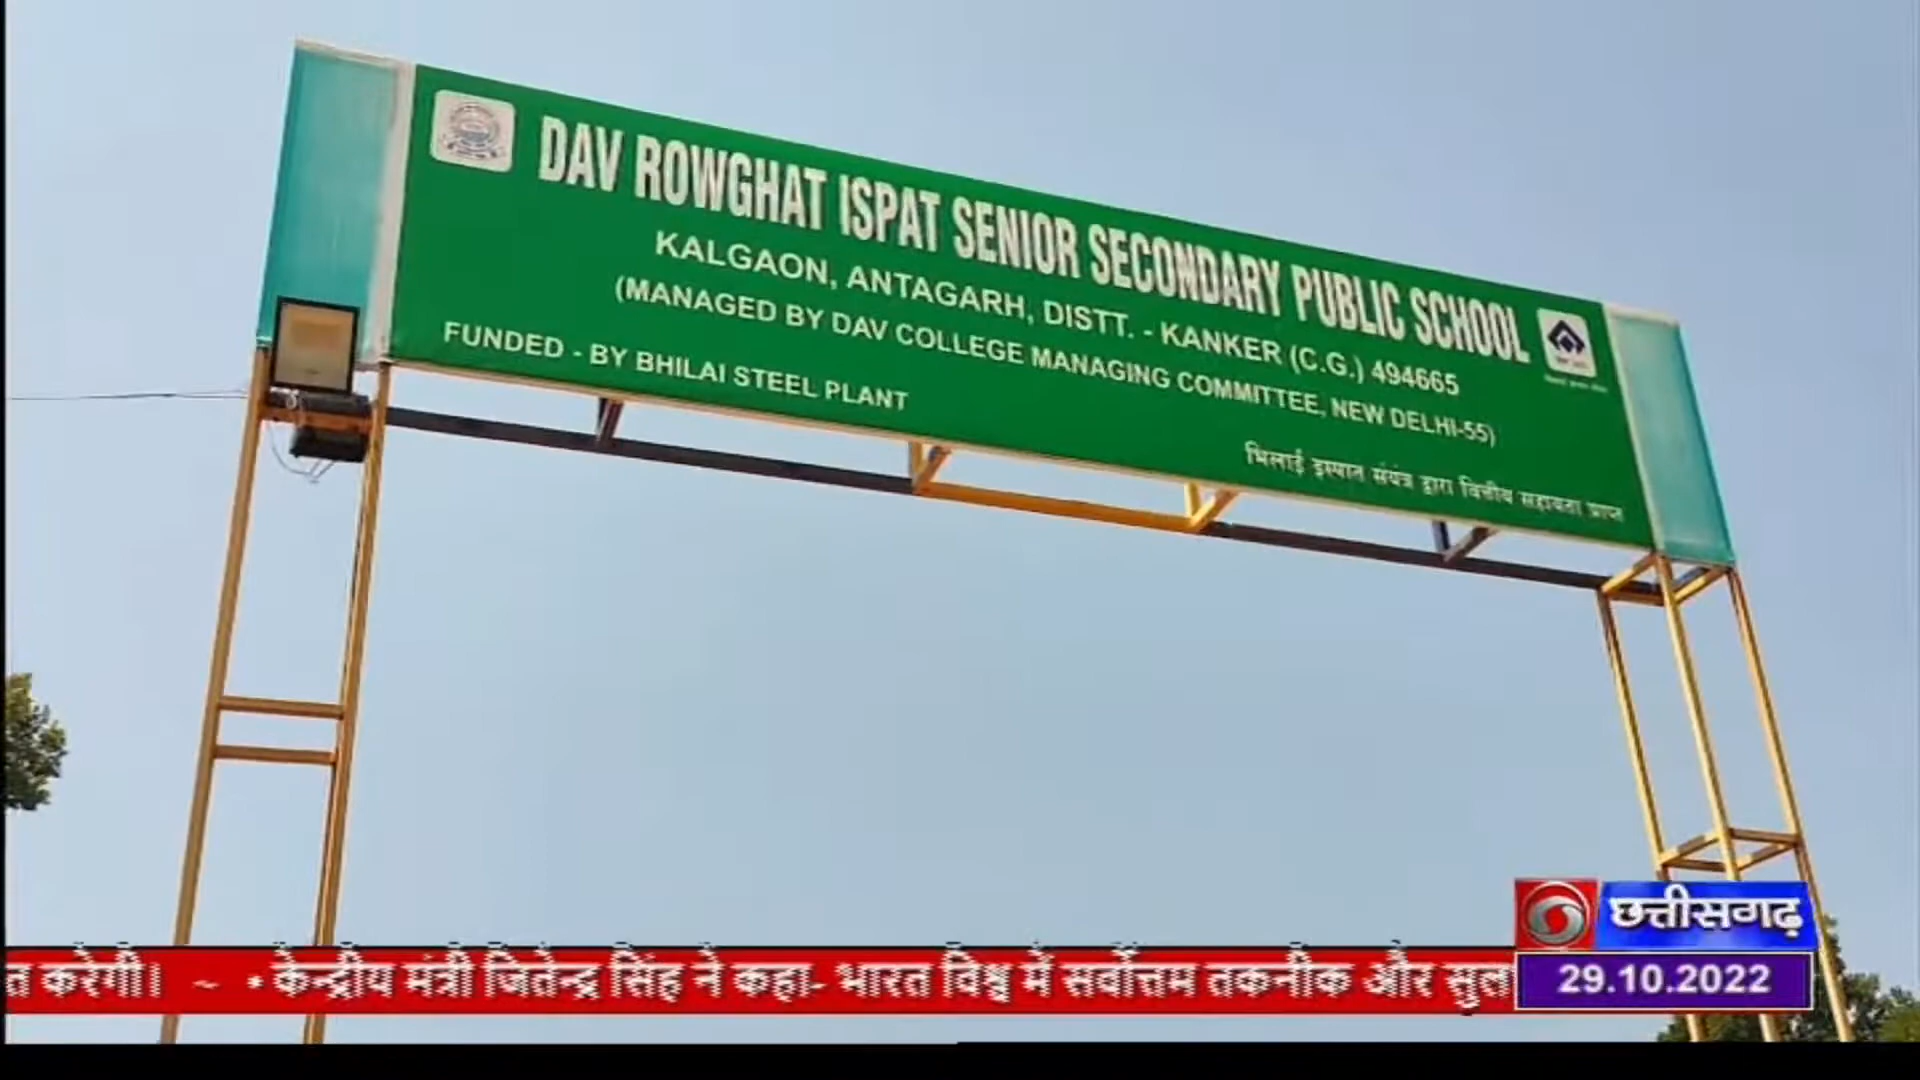 DAV ROWGHAT ISPAT SENIOR SECONDARY PUBLIC SCHOOL
KALGAON, ANTAGARH, DISTT. - KANKER (C.G.) 494665
(MANAGED BY DAV COLLEGE MANAGING COMMITTEE, NEW DELHI-55)
FUNDED - BY BHILAI STEEL PLANT
भिलाई इस्पात संयंत्र द्वारा वित्तीय सहायता प्राप्त
छत्तीसगढ़
त करेगी। ~ • केन्द्रीय मंत्री जितेन्द्र सिंह ने कहा- भारत विश्व में सर्वोत्तम तकनीक और सुल
29.10.2022